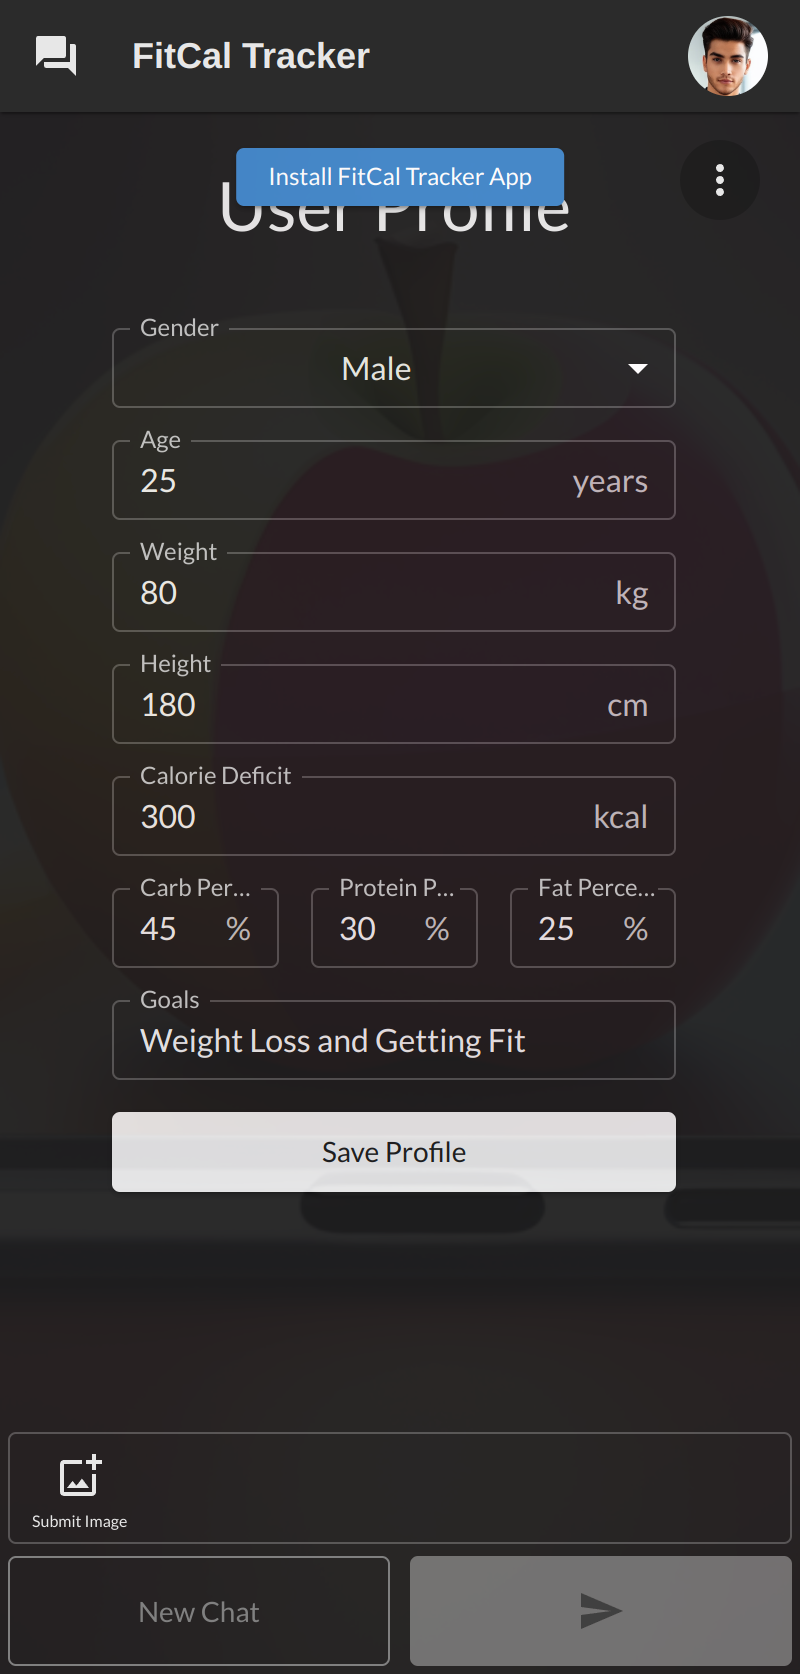 FitCal Tracker
Install FitCal Tracker App
User Profile
Gender
Male
Age
25 years
Weight
80 kg
Height
180 cm
Calorie Deficit
300 kcal
Carb Per... Protein P... Fat Perce...
45 % 30 % 25 %
Goals
Weight Loss and Getting Fit
Save Profile
Submit Image
New Chat